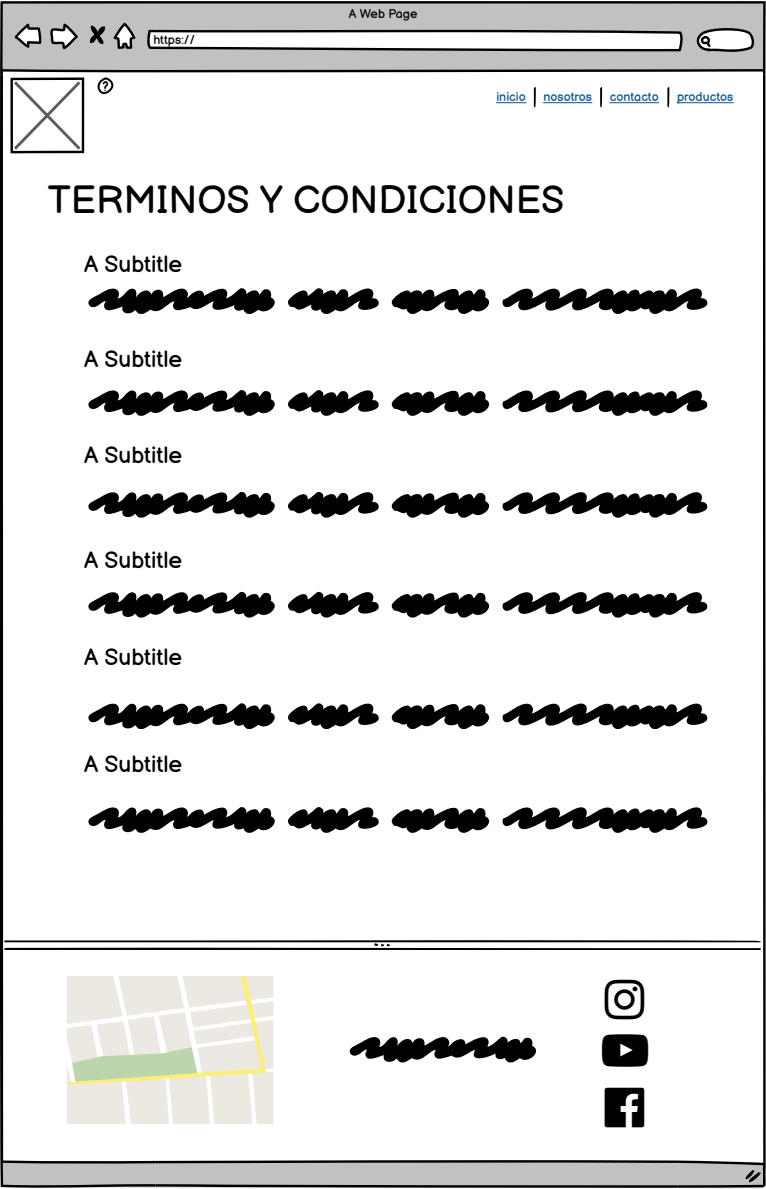 A Web Page
https://
?
inicio | nosotros | contacto | productos
TERMINOS Y CONDICIONES
A Subtitle
A Subtitle
A Subtitle
A Subtitle
A Subtitle
A Subtitle